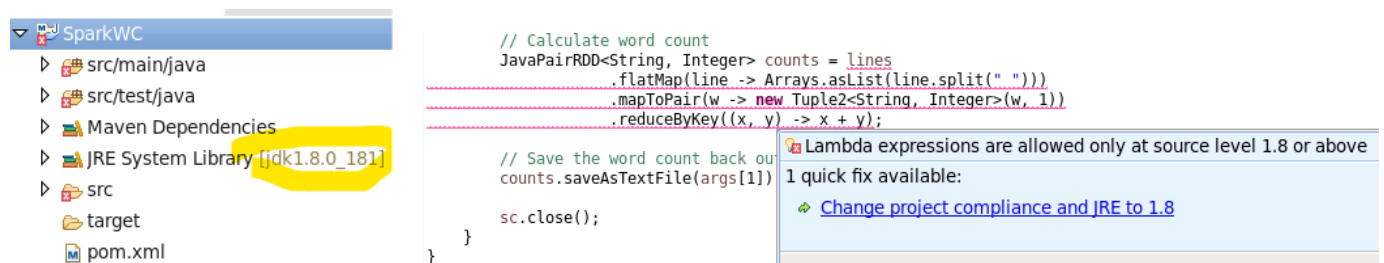 SparkWC
src/main/java
src/test/java
Maven Dependencies
JRE System Library [jdk1.8.0_181]
src
target
pom.xml
// Calculate word count
JavaPairRDD<String, Integer> counts = lines
.flatMap(line -> Arrays.asList(line.split(" ")))
.mapToPair(w -> new Tuple2<String, Integer>(w, 1))
.reduceByKey((x, y) -> x + y);
// Save the word count back ou
counts.saveAsTextFile(args[1])
sc.close();
}
}
Lambda expressions are allowed only at source level 1.8 or above
1 quick fix available:
Change project compliance and JRE to 1.8